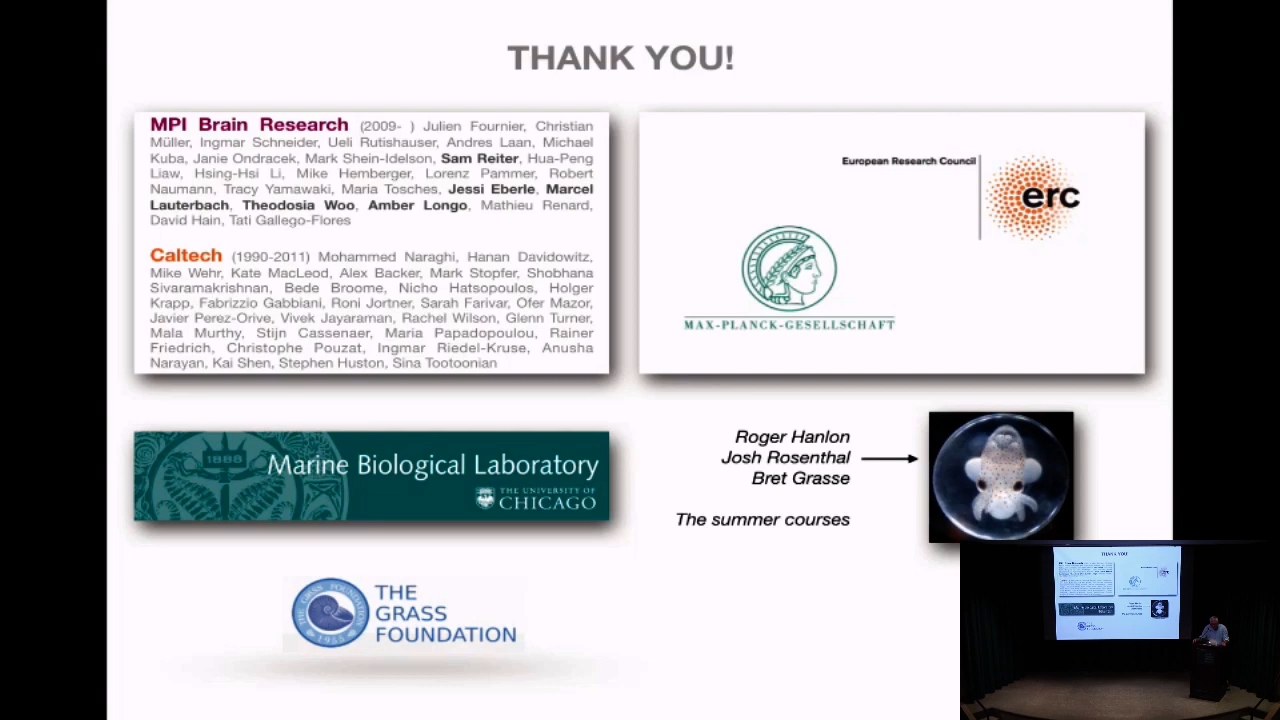 THANK YOU!
MPI Brain Research (2009- ) Julien Fournier, Christian
Müller, Ingmar Schneider, Ueli Rutishauser, Andres Laan, Michael
Kuba, Janie Ondracek, Mark Shein-Idelson, Sam Reiter, Hua-Peng
Liaw, Hsing-Hsi Li, Mike Hemberger, Lorenz Pammer, Robert
Naumann, Tracy Yamawaki, Maria Tosches, Jessi Eberle, Marcel
Lauterbach, Theodosia Woo, Amber Longo, Mathieu Renard,
David Hain, Tati Gallego-Flores
Caltech (1990-2011) Mohammed Naraghi, Hanan Davidowitz,
Mike Wehr, Kate MacLeod, Alex Backer, Mark Stopfer, Shobhana
Sivaramakrishnan, Bede Broome, Nicho Hatsopoulos, Holger
Krapp, Fabrizzio Gabbiani, Roni Jortner, Sarah Farivar, Ofer Mazor,
Javier Perez-Orive, Vivek Jayaraman, Rachel Wilson, Glenn Turner,
Mala Murthy, Stijn Cassenaer, Maria Papadopoulou, Rainer
Friedrich, Christophe Pouzat, Ingmar Riedel-Kruse, Anusha
Narayan, Kai Shen, Stephen Huston, Sina Tootoonian
European Research Council
erc
MAX-PLANCK-GESELLSCHAFT
1888
Marine Biological Laboratory
THE UNIVERSITY OF
CHICAGO
Roger Hanlon
Josh Rosenthal
Bret Grasse
The summer courses
THE
GRASS
FOUNDATION
1955
THANK YOU!